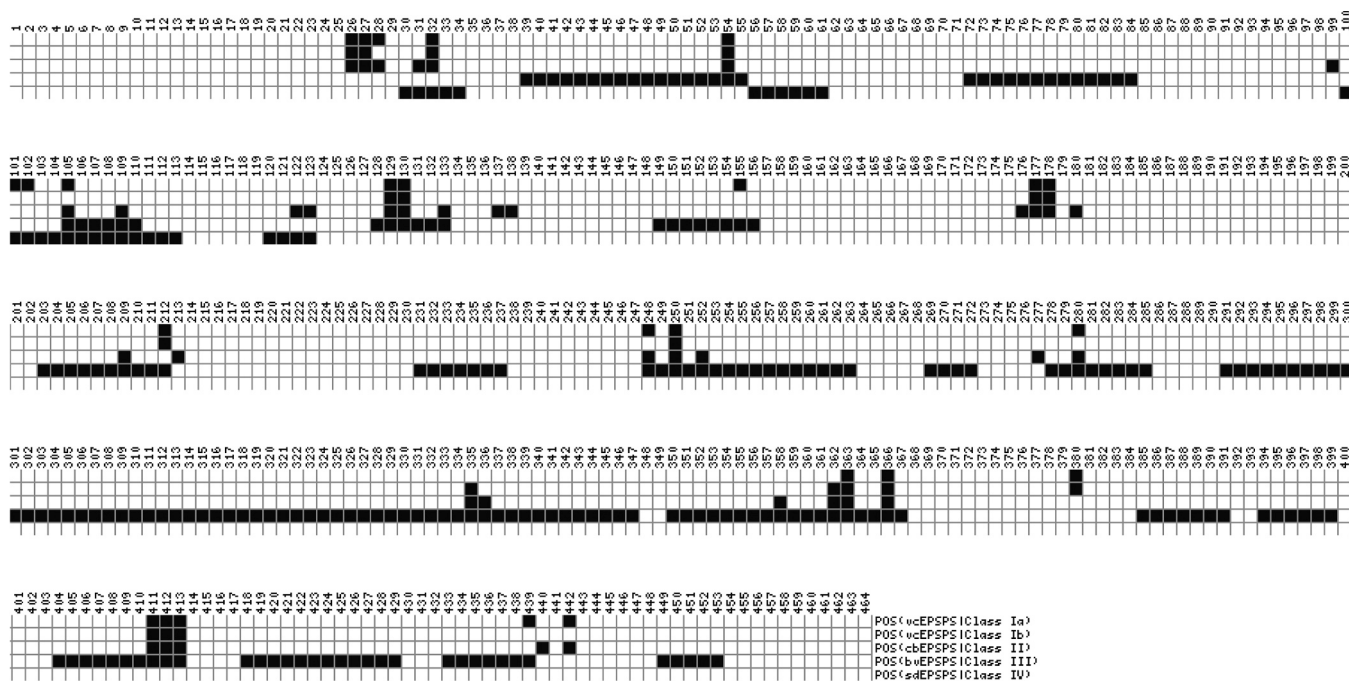 1 2 3 4 5 6 7 8 9 10 11 12 13 14 15 16 17 18 19 20 21 22 23 24 25 26 27 28 29 30 31 32 33 34 35 36 37 38 39 40 41 42 43 44 45 46 47 48 49 50 51 52 53 54 55 56 57 58 59 60 61 62 63 64 65 66 67 68 69 70 71 72 73 74 75 76 77 78 79 80 81 82 83 84 85 86 87 88 89 90 91 92 93 94 95 96 97 98 99 100
101 102 103 104 105 106 107 108 109 110 111 112 113 114 115 116 117 118 119 120 121 122 123 124 125 126 127 128 129 130 131 132 133 134 135 136 137 138 139 140 141 142 143 144 145 146 147 148 149 150 151 152 153 154 155 156 157 158 159 160 161 162 163 164 165 166 167 168 169 170 171 172 173 174 175 176 177 178 179 180 181 182 183 184 185 186 187 188 189 190 191 192 193 194 195 196 197 198 199 200
201 202 203 204 205 206 207 208 209 210 211 212 213 214 215 216 217 218 219 220 221 222 223 224 225 226 227 228 229 230 231 232 233 234 235 236 237 238 239 240 241 242 243 244 245 246 247 248 249 250 251 252 253 254 255 256 257 258 259 260 261 262 263 264 265 266 267 268 269 270 271 272 273 274 275 276 277 278 279 280 281 282 283 284 285 286 287 288 289 290 291 292 293 294 295 296 297 298 299 300
301 302 303 304 305 306 307 308 309 310 311 312 313 314 315 316 317 318 319 320 321 322 323 324 325 326 327 328 329 330 331 332 333 334 335 336 337 338 339 340 341 342 343 344 345 346 347 348 349 350 351 352 353 354 355 356 357 358 359 360 361 362 363 364 365 366 367 368 369 370 371 372 373 374 375 376 377 378 379 380 381 382 383 384 385 386 387 388 389 390 391 392 393 394 395 396 397 398 399 400
401 402 403 404 405 406 407 408 409 410 411 412 413 414 415 416 417 418 419 420 421 422 423 424 425 426 427 428 429 430 431 432 433 434 435 436 437 438 439 440 441 442 443 444 445 446 447 448 449 450 451 452 453 454 455 456 457 458 459 460 461 462 463 464
POS(vcEPSPS|Class Ia)
POS(vcEPSPS|Class Ib)
POS(cbEPSPS|Class II)
POS(bvEPSPS|Class III)
POS(sdEPSPS|Class IV)